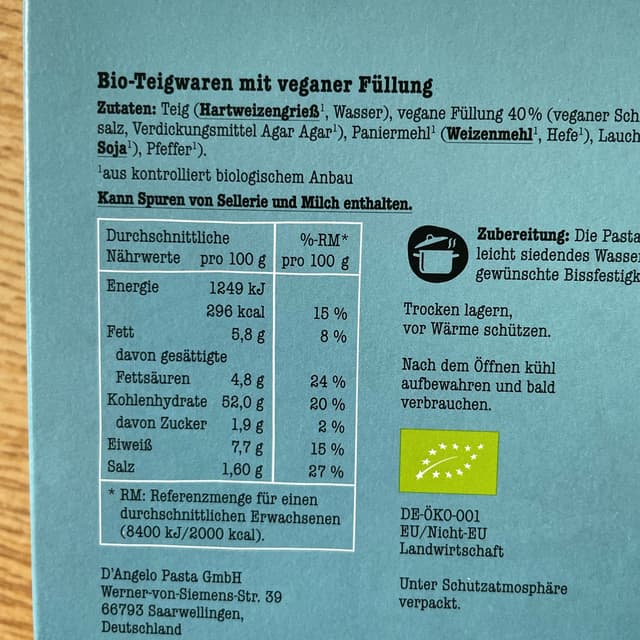 Bio-Teigwaren mit veganer Füllung
Zutaten: Teig (Hartweizengrieß¹, Wasser), vegane Füllung 40% (veganer Sch
salz, Verdickungsmittel Agar Agar¹), Paniermehl¹ (Weizenmehl¹, Hefe¹), Lauch
Soja¹), Pfeffer¹).
¹aus kontrolliert biologischem Anbau
Kann Spuren von Sellerie und Milch enthalten.
Durchschnittliche %-RM*
Nährwerte pro 100 g pro 100 g
Energie 1249 kJ
296 kcal 15 %
Fett 5,8 g 8 %
davon gesättigte
Fettsäuren 4,8 g 24 %
Kohlenhydrate 52,0 g 20 %
davon Zucker 1,9 g 2 %
Eiweiß 7,7 g 15 %
Salz 1,60 g 27 %
* RM: Referenzmenge für einen
durchschnittlichen Erwachsenen
(8400 kJ/2000 kcal).
D'Angelo Pasta GmbH
Werner-von-Siemens-Str. 39
66793 Saarwellingen,
Deutschland
Zubereitung: Die Pasta
leicht siedendes Wasser
gewünschte Bissfestigk
Trocken lagern,
vor Wärme schützen.
Nach dem Öffnen kühl
aufbewahren und bald
verbrauchen.
DE-ÖKO-001
EU/Nicht-EU
Landwirtschaft
Unter Schutzatmosphäre
verpackt.